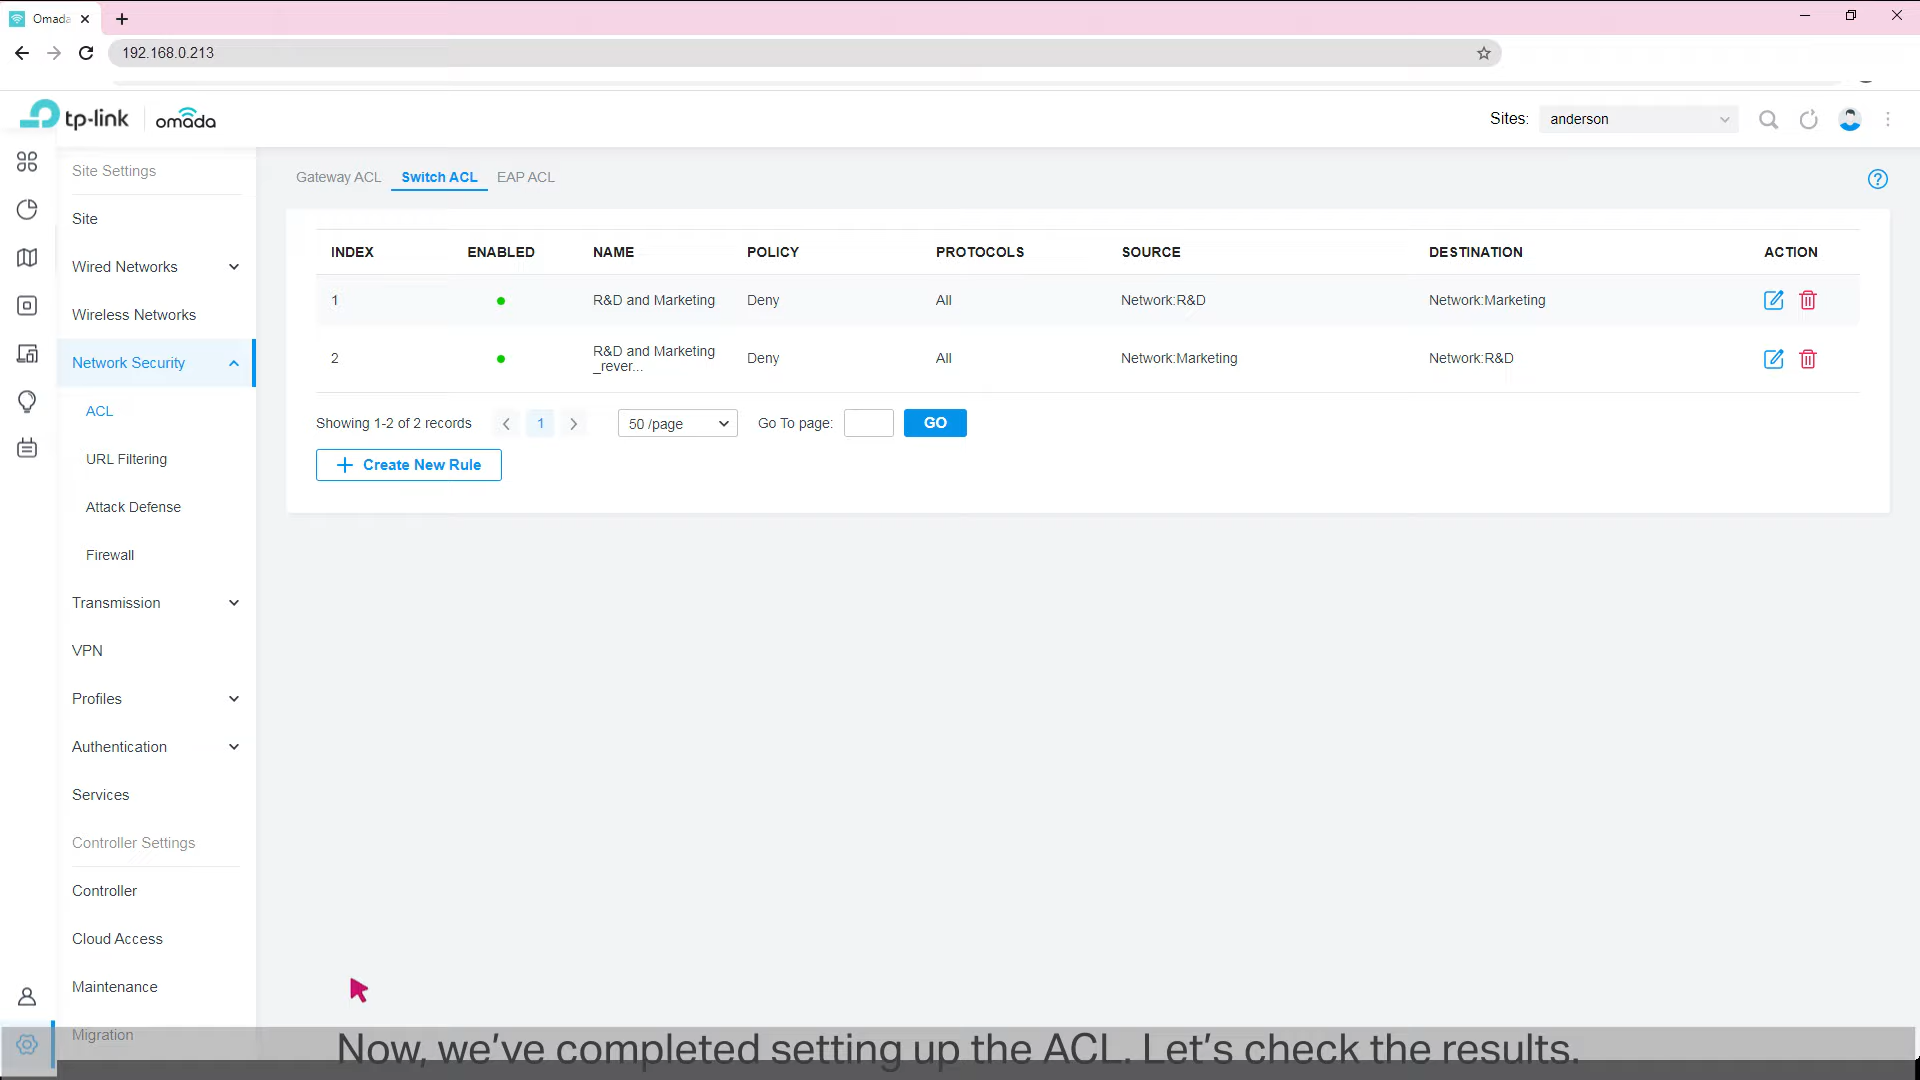 Omada
192.168.0.213
tp-link omada
Sites: anderson
Site Settings
Site
Wired Networks
Wireless Networks
Network Security
ACL
URL Filtering
Attack Defense
Firewall
Transmission
VPN
Profiles
Authentication
Services
Controller Settings
Controller
Cloud Access
Maintenance
Migration
Gateway ACL Switch ACL EAP ACL
INDEX ENABLED NAME POLICY PROTOCOLS SOURCE DESTINATION ACTION
1 R&D and Marketing Deny All Network:R&D Network:Marketing
2 R&D and Marketing _rever... Deny All Network:Marketing Network:R&D
Showing 1-2 of 2 records 1 50 /page Go To page: GO
Create New Rule
Now, we've completed setting up the ACL. Let's check the results.